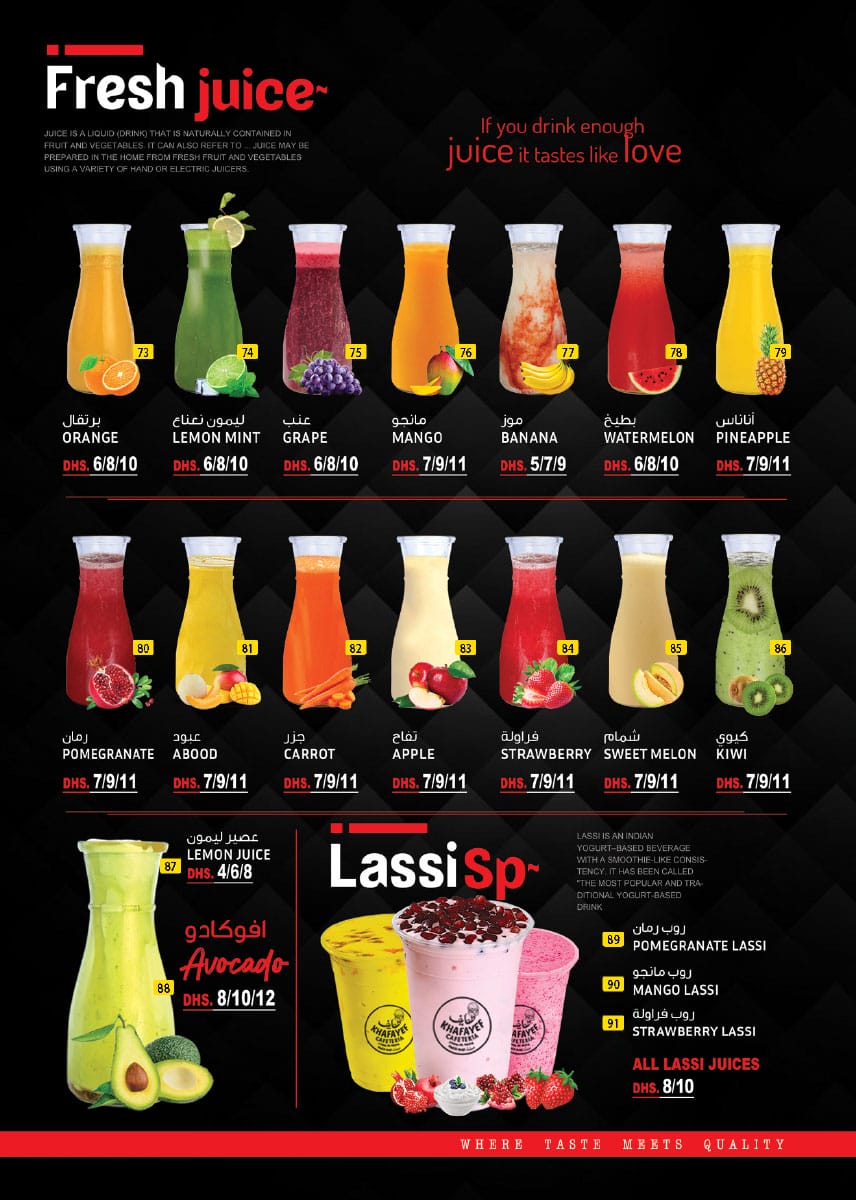 Fresh juice~
JUICE IS A LIQUID (DRINK) THAT IS NATURALLY CONTAINED IN
FRUIT AND VEGETABLES. IT CAN ALSO REFER TO ... JUICE MAY BE
PREPARED IN THE HOME FROM FRESH FRUIT AND VEGETABLES
USING A VARIETY OF HAND OR ELECTRIC JUICERS.
If you drink enough
juice it tastes like love
73
برتقال
ORANGE
DHS. 6/8/10
74
ليمون نعناع
LEMON MINT
DHS. 6/8/10
75
عنب
GRAPE
DHS. 6/8/10
76
مانجو
MANGO
DHS. 7/9/11
77
موز
BANANA
DHS. 5/7/9
78
بطيخ
WATERMELON
DHS. 6/8/10
79
أناناس
PINEAPPLE
DHS. 7/9/11
80
رمان
POMEGRANATE
DHS. 7/9/11
81
عبود
ABOOD
DHS. 7/9/11
82
جزر
CARROT
DHS. 7/9/11
83
تفاح
APPLE
DHS. 7/9/11
84
فراولة
STRAWBERRY
DHS. 7/9/11
85
شمام
SWEET MELON
DHS. 7/9/11
86
كيوي
KIWI
DHS. 7/9/11
87
عصير ليمون
LEMON JUICE
DHS. 4/6/8
88
افوكادو
Avocado
DHS. 8/10/12
Lassi Sp~
LASSI IS AN INDIAN
YOGURT-BASED BEVERAGE
WITH A SMOOTHIE-LIKE CONSIS-
TENCY. IT HAS BEEN CALLED
"THE MOST POPULAR AND TRA-
DITIONAL YOGURT-BASED
DRINK
KHAFAYEF
CAFETERIA
KHAFAYEF
CAFETERIA
KHAFAYEF
CAFETERIA
89
روب رمان
POMEGRANATE LASSI
90
روب مانجو
MANGO LASSI
91
روب فراولة
STRAWBERRY LASSI
ALL LASSI JUICES
DHS. 8/10
WHERE TASTE MEETS QUALITY